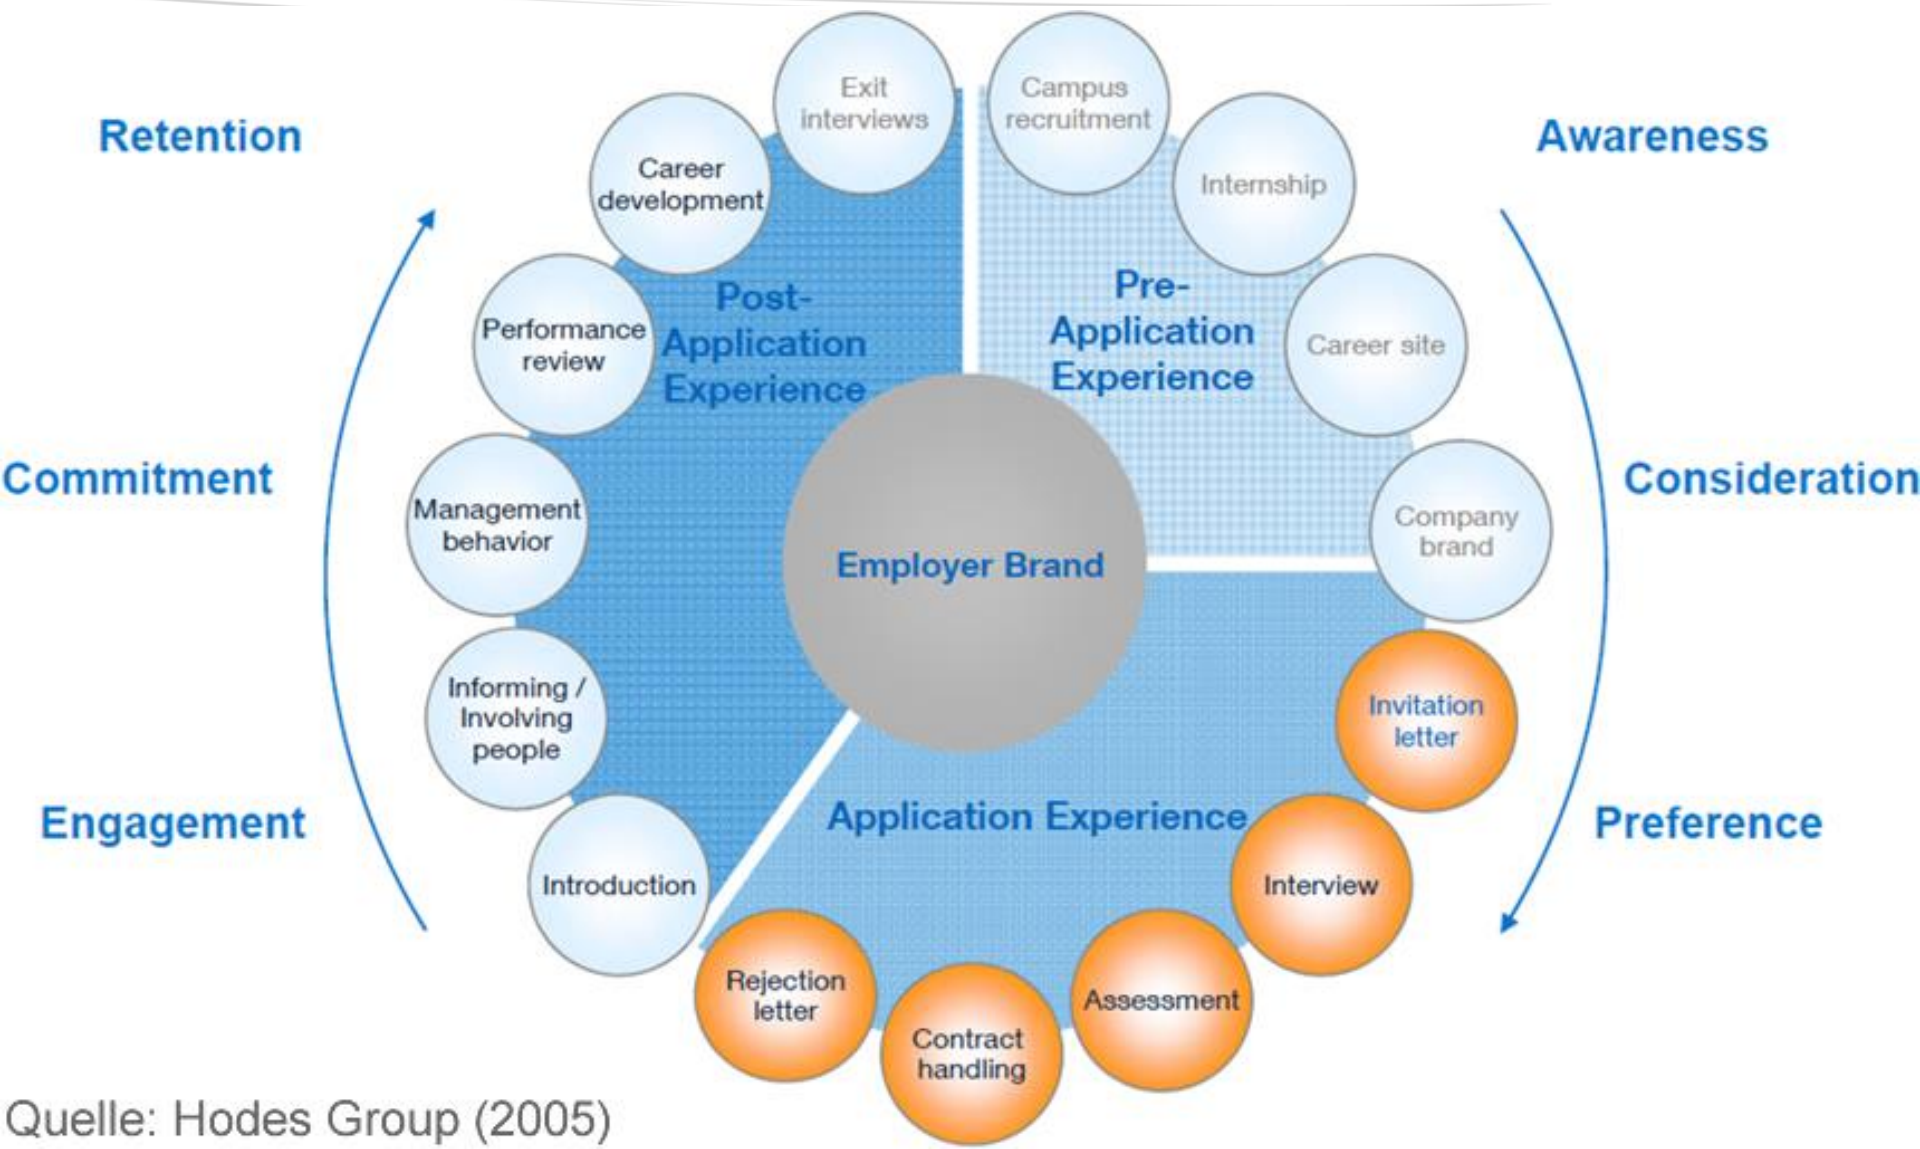 Exit
interviews
Campus
recruitment
Retention
Awareness
Career
development
Internship
Post-
Application
Experience
Pre-
Application
Experience
Performance
review
Career site
Commitment
Consideration
Management
behavior
Company
brand
Employer Brand
Informing /
Involving
people
Invitation
letter
Engagement
Application Experience
Preference
Introduction
Interview
Rejection
letter
Contract
handling
Assessment
Quelle: Hodes Group (2005)